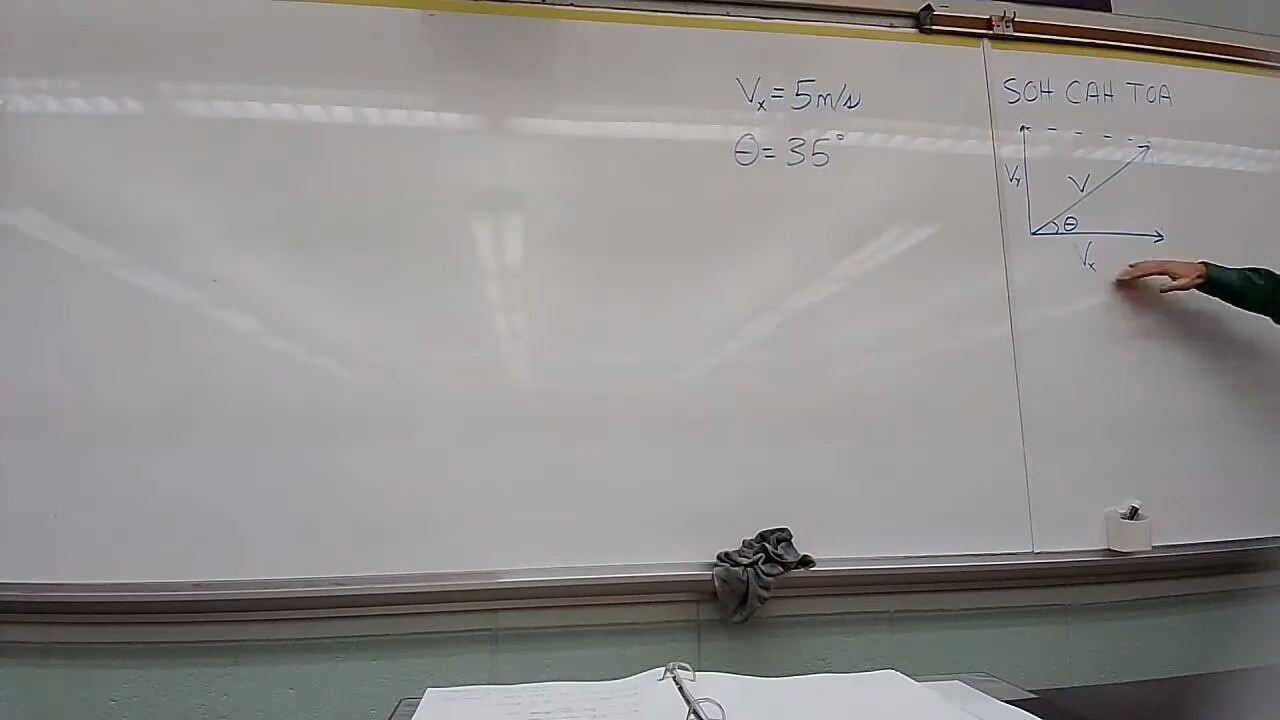 Vx = 5 m/s
θ = 35°
SOH CAH TOA
Vy
V
θ
Vx